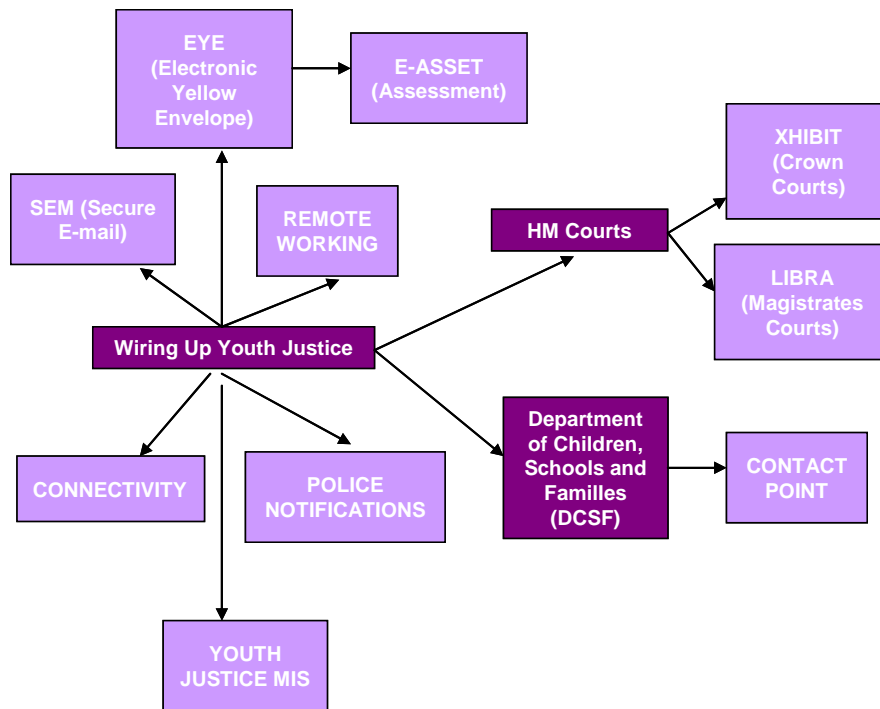 EYE
(Electronic
Yellow
Envelope)
E-ASSET
(Assessment)
XHIBIT
(Crown
Courts)
SEM (Secure
E-mail)
REMOTE
WORKING
HM Courts
LIBRA
(Magistrates
Courts)
Wiring Up Youth Justice
Department
of Children,
Schools and
Familles
(DCSF)
CONTACT
POINT
CONNECTIVITY
POLICE
NOTIFICATIONS
YOUTH
JUSTICE MIS